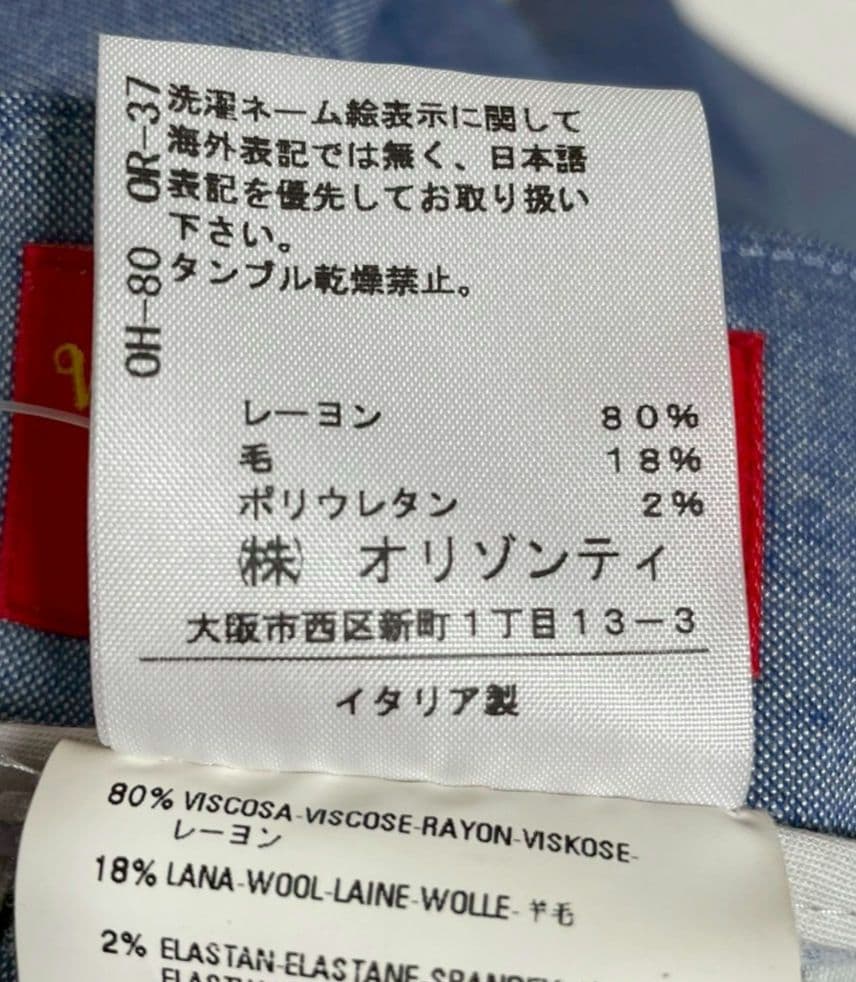 OH-80 OR-37
洗濯ネーム絵表示に関して
海外表記では無く、日本語
表記を優先してお取り扱い
下さい。
タンブル乾燥禁止。
レーヨン 80%
毛 18%
ポリウレタン 2%
㈱ オリゾンティ
大阪市西区新町1丁目13-3
イタリア製
80% VISCOSA-VISCOSE-RAYON-VISKOSE-
レーヨン
18% LANA-WOOL-LAINE-WOLLE-羊毛
2% ELASTAN-ELASTANE-SPANDEX